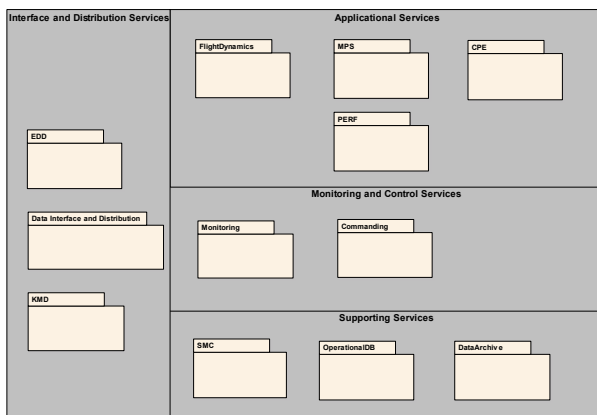 Interface and Distribution Services
EDD
Data Interface and Distribution
KMD
Applicational Services
FlightDynamics
MPS
CPE
PERF
Monitoring and Control Services
Monitoring
Commanding
Supporting Services
SMC
OperationalDB
DataArchive